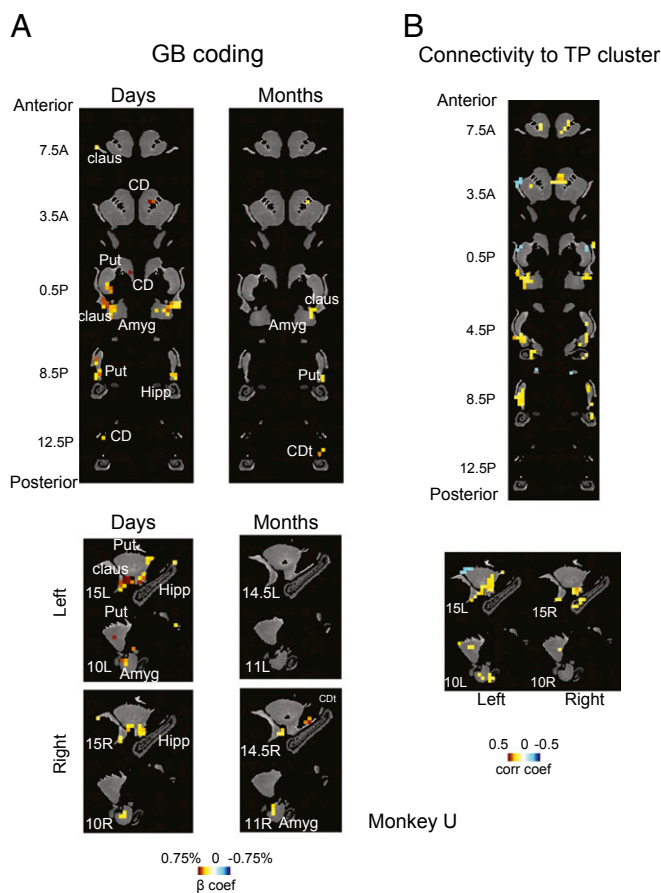 A
GB coding
Days Months
Anterior
7.5A
claus
CD
3.5A
Put
CD
0.5P
claus
Amyg
claus
Amyg
8.5P
Put
Hipp
Put
12.5P
CD
CDt
Posterior
Days Months
Left
Put
claus
Hipp
15L
Put
10L
Amyg
14.5L
11L
Right
15R
Hipp
10R
CDt
14.5R
11R Amyg
Monkey U
0.75% 0 -0.75%
β coef
B
Connectivity to TP cluster
Anterior
7.5A
3.5A
0.5P
4.5P
8.5P
12.5P
Posterior
15L
15R
10L
10R
Left Right
0.5 0 -0.5
corr coef